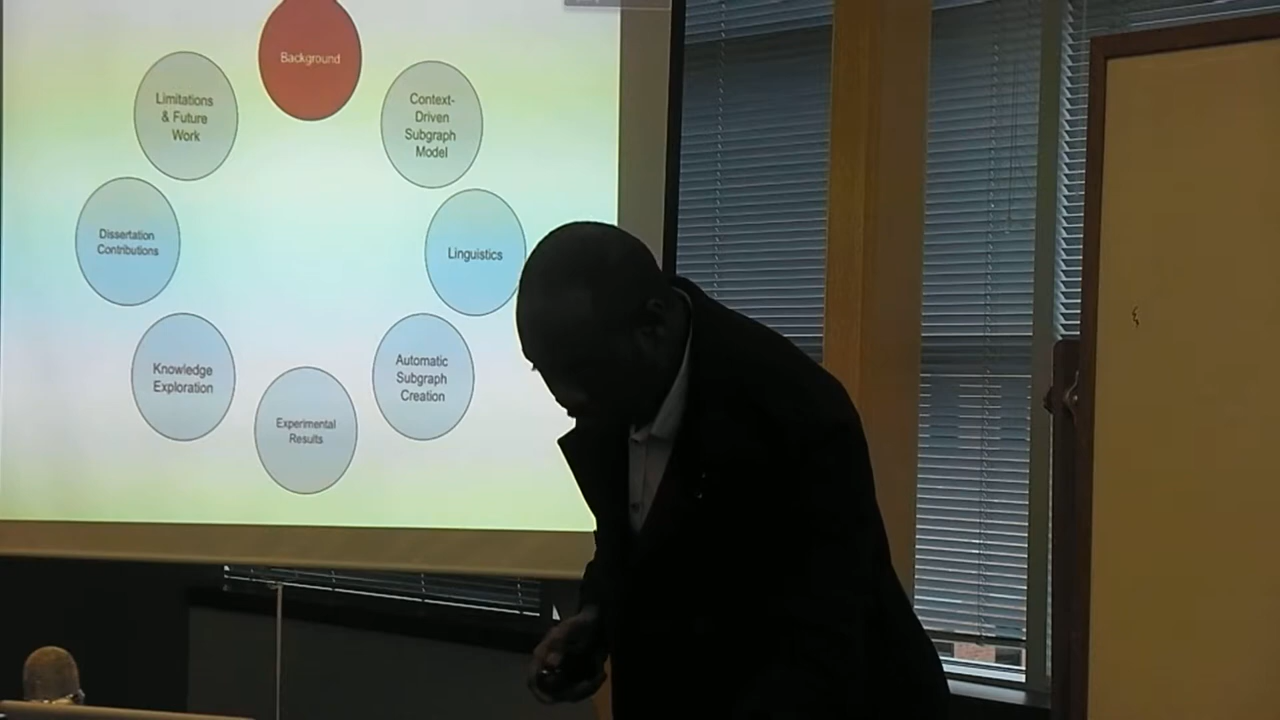 Background
Limitations
& Future
Work
Context-
Driven
Subgraph
Model
Dissertation
Contributions
Linguistics
Knowledge
Exploration
Automatic
Subgraph
Creation
Experimental
Results